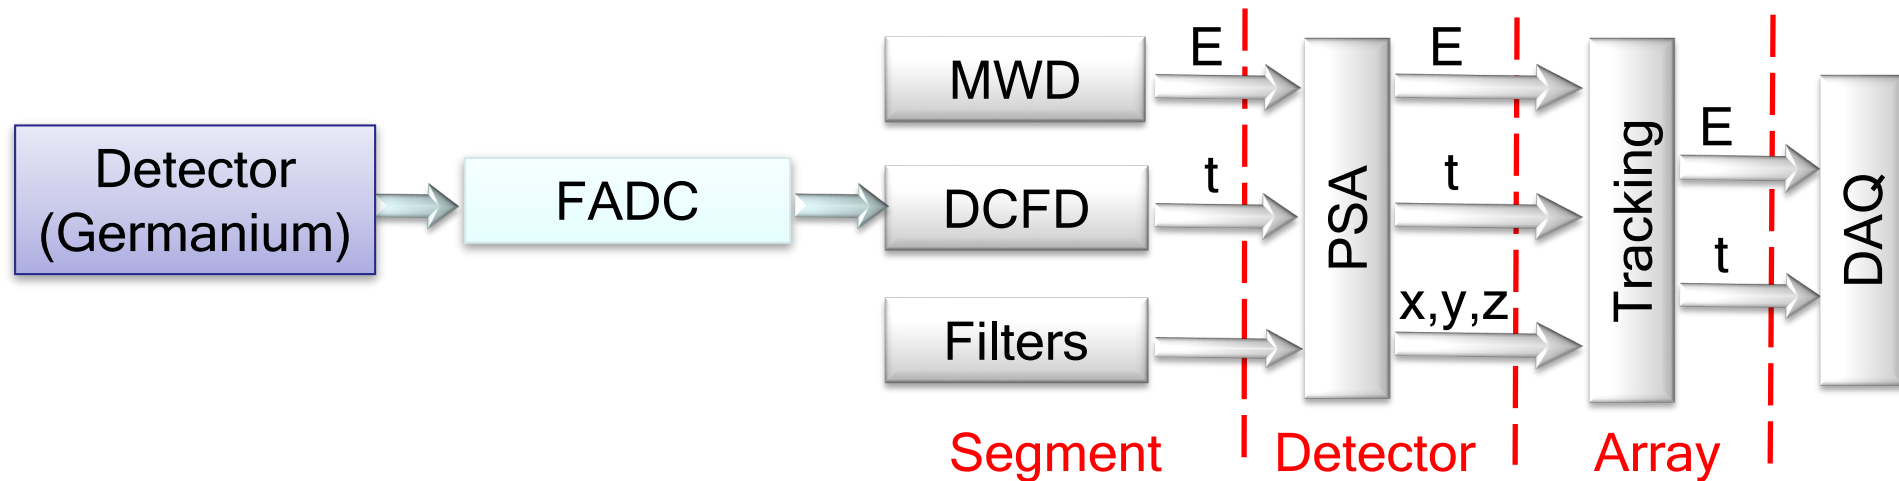 Detector
(Germanium)
FADC
MWD
DCFD
Filters
E
t
PSA
E
t
x,y,z
Tracking
E
t
DAQ
Segment
Detector
Array